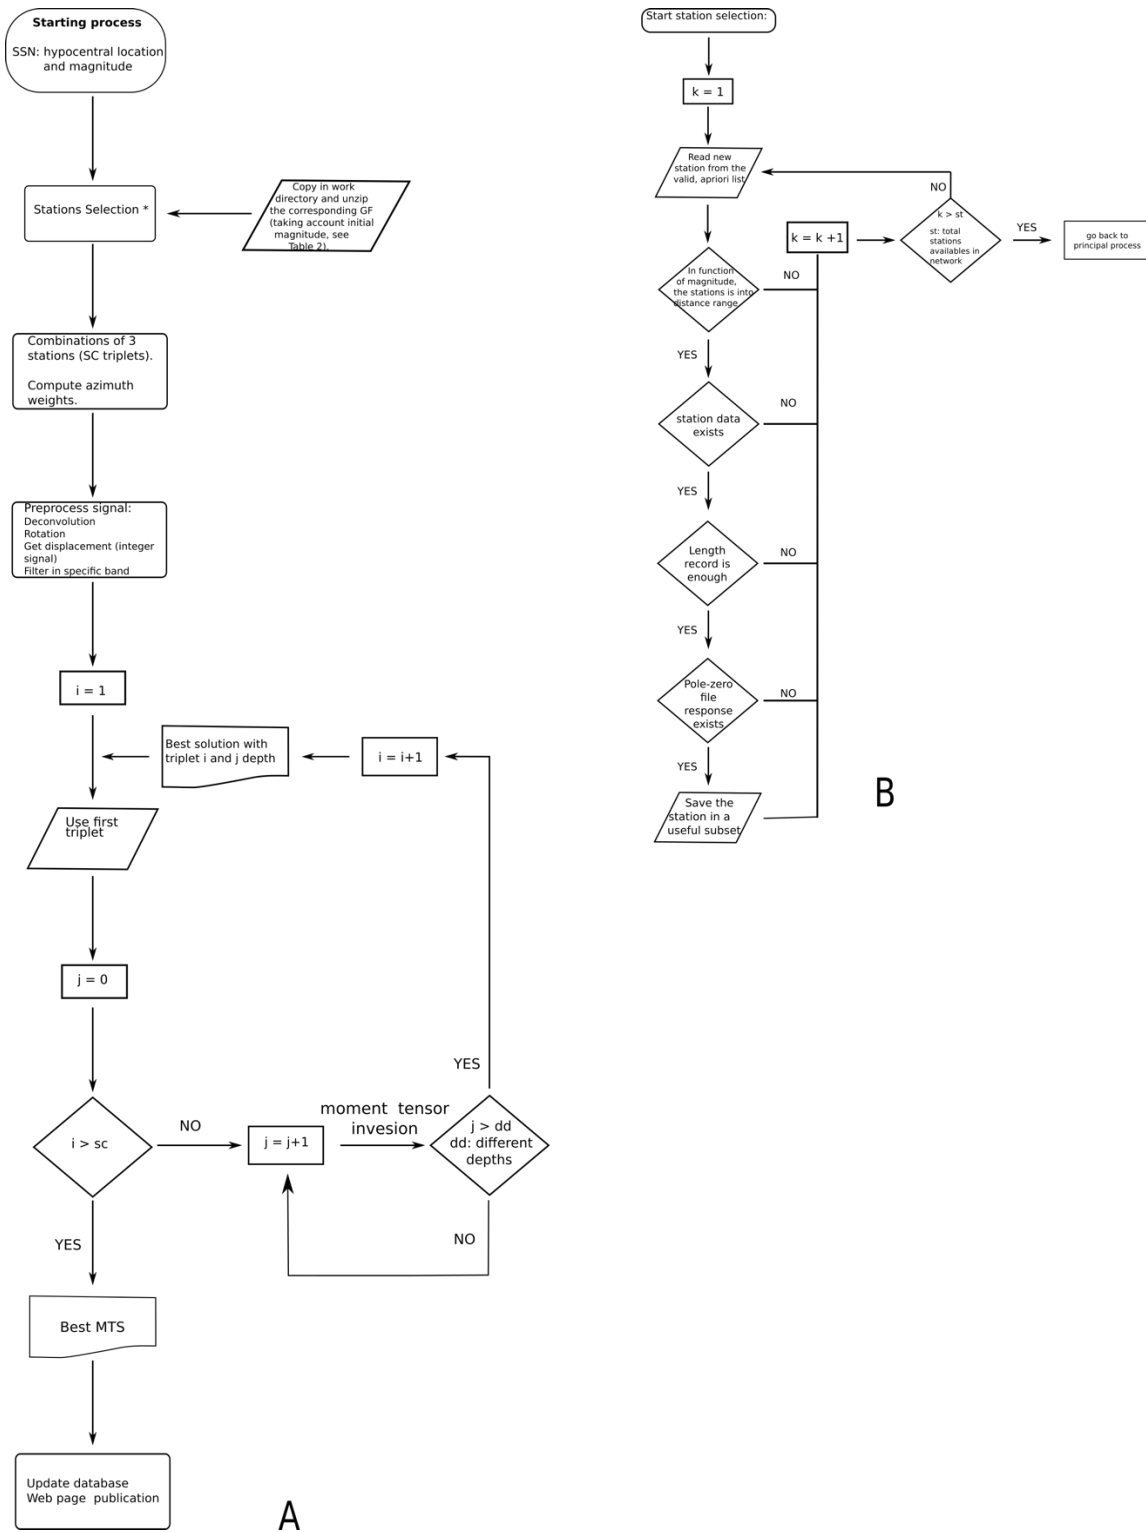 Starting process
SSN: hypocentral location
and magnitude
Stations Selection *
Copy in work
directory and unzip
the corresponding GF
(taking account initial
magnitude, see
Table 2).
Combinations of 3
stations (SC triplets).
Compute azimuth
weights.
Preprocess signal:
Deconvolution
Rotation
Get displacement (integer
signal)
Filter in specific band
i = 1
Best solution with
triplet i and j depth
i = i+1
Use first
triplet
j = 0
YES
i > sc
NO
j = j+1
moment tensor
invesion
j > dd
dd: different
depths
NO
YES
Best MTS
Update database
Web page publication
A
Start station selection:
k = 1
Read new
station from the
valid, apriori list
NO
k = k +1
k > st
st: total
stations
availables in
network
YES
go back to
principal process
In function
of magnitude,
the stations is into
distance range
NO
YES
station data
exists
NO
YES
Length
record is
enough
NO
YES
Pole-zero
file
response
exists
NO
YES
Save the
station in a
useful subset
B